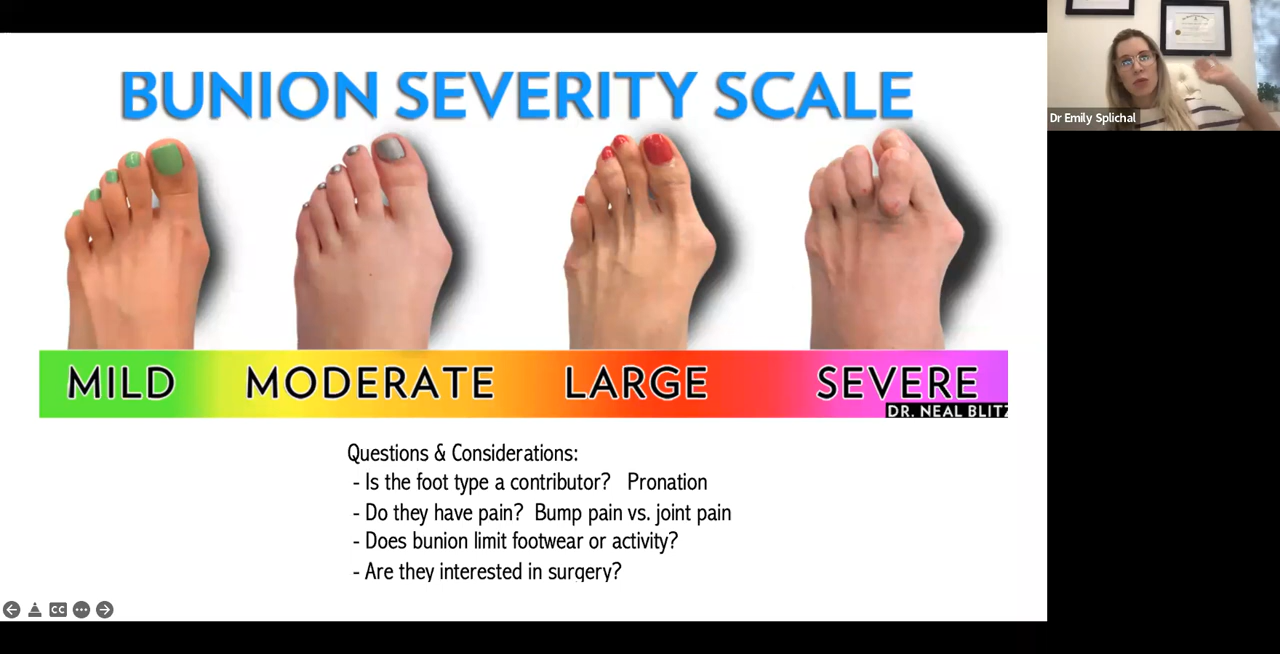 BUNION SEVERITY SCALE
Dr Emily Splichal
MILD MODERATE LARGE SEVERE
DR. NEAL BLITZ
Questions & Considerations:
- Is the foot type a contributor? Pronation
- Do they have pain? Bump pain vs. joint pain
- Does bunion limit footwear or activity?
- Are they interested in surgery?
CC